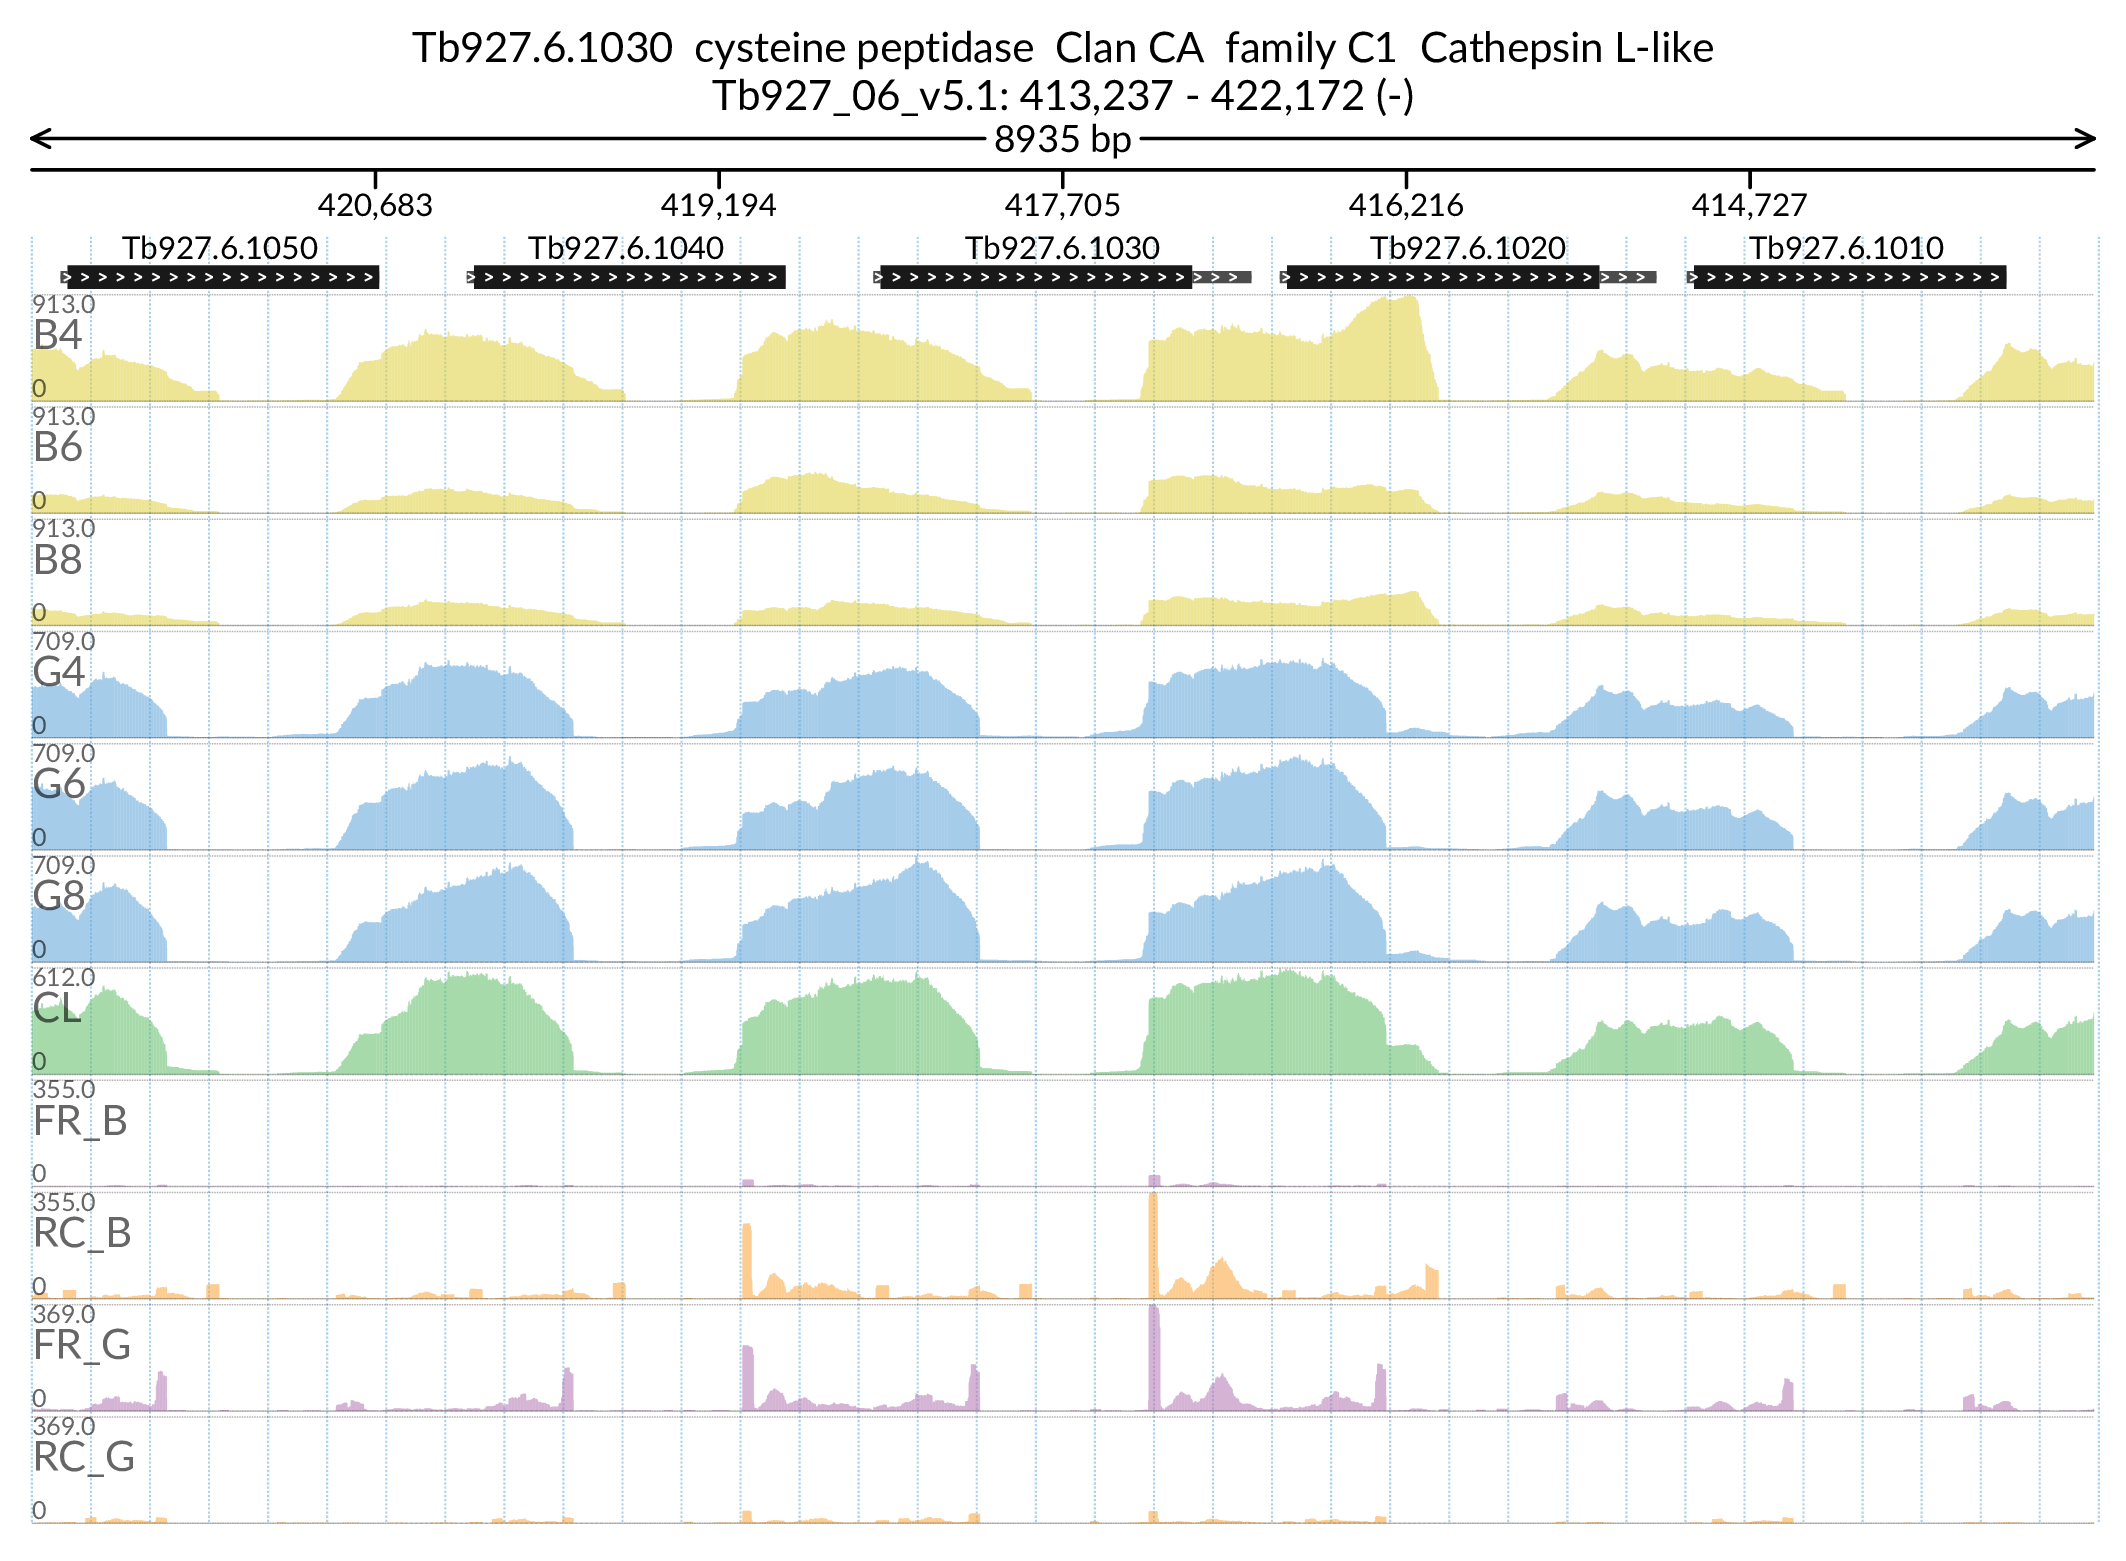 Tb927.6.1030 cysteine peptidase Clan CA family C1 Cathepsin L-like
Tb927_06_v5.1: 413,237 - 422,172 (-)
8935 bp
420,683 419,194 417,705 416,216 414,727
Tb927.6.1050 Tb927.6.1040 Tb927.6.1030 Tb927.6.1020 Tb927.6.1010
913.0
B4
0
913.0
B6
0
913.0
B8
0
709.0
G4
0
709.0
G6
0
709.0
G8
0
612.0
CL
0
355.0
FR_B
0
355.0
RC_B
0
369.0
FR_G
0
369.0
RC_G
0